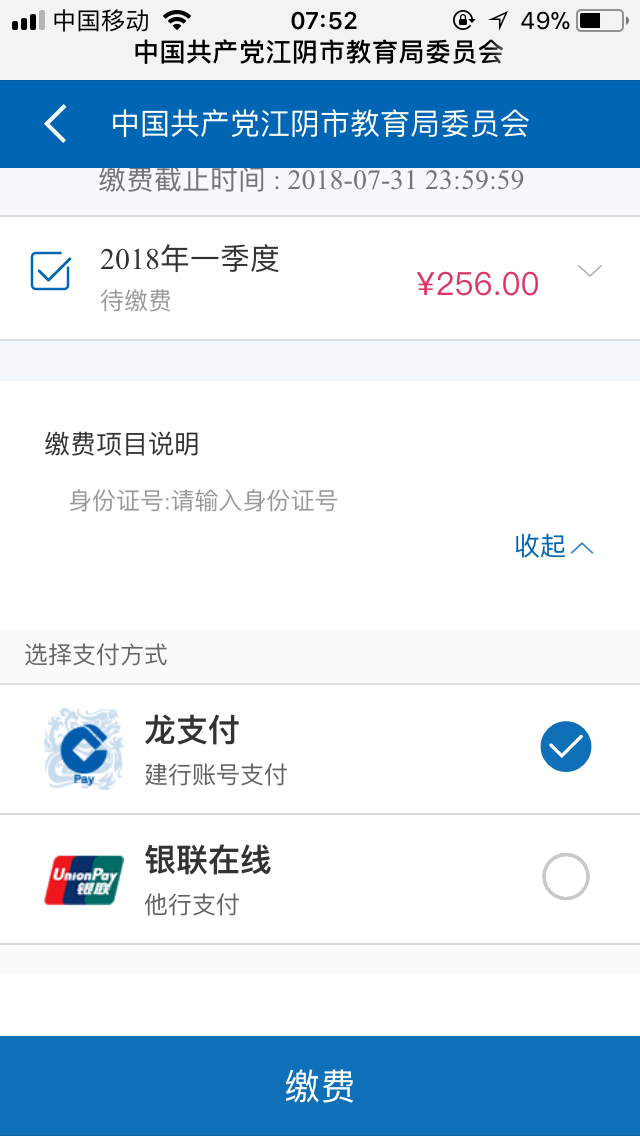 中国移动 07:52 49%
中国共产党江阴市教育局委员会
中国共产党江阴市教育局委员会
缴费截止时间 : 2018-07-31 23:59:59
2018年一季度
¥256.00
待缴费
缴费项目说明
身份证号:请输入身份证号
收起
选择支付方式
Pay
龙支付
建行账号支付
UnionPay
银联
银联在线
他行支付
缴费